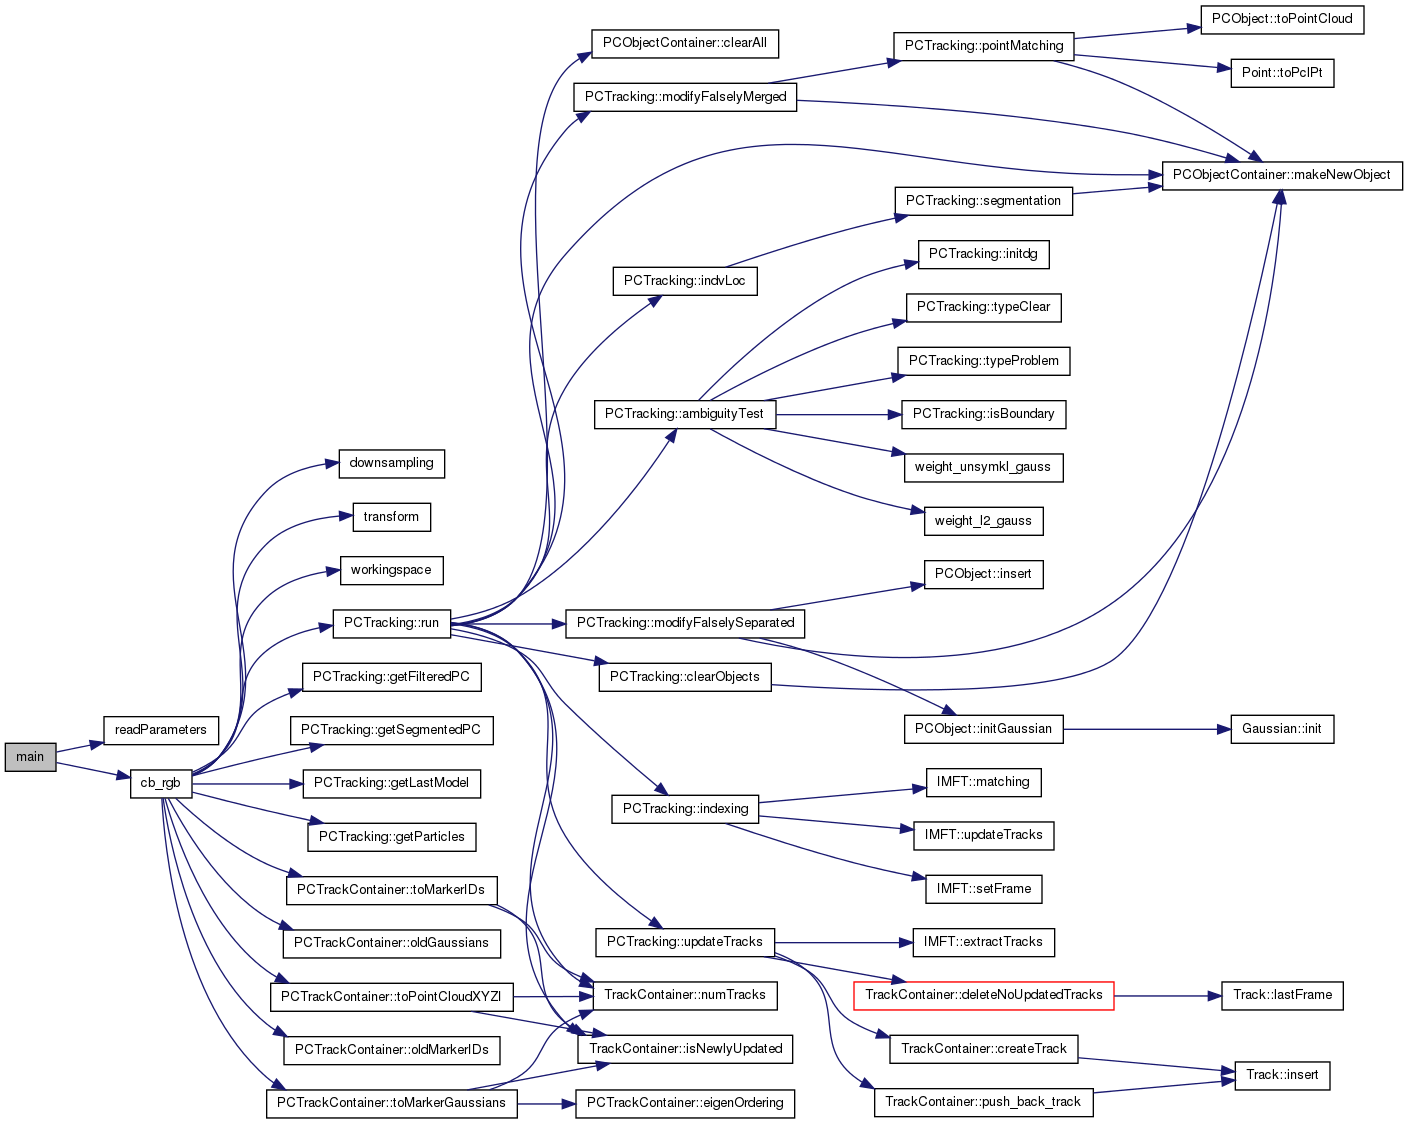 main
readParameters
cb_rgb
downsampling
transform
workingspace
PCTracking::run
PCTracking::getFilteredPC
PCTracking::getSegmentedPC
PCTracking::getLastModel
PCTracking::getParticles
PCTrackContainer::toMarkerIDs
PCTrackContainer::oldGaussians
PCTrackContainer::toPointCloudXYZI
PCTrackContainer::oldMarkerIDs
PCTrackContainer::toMarkerGaussians
PCObjectContainer::clearAll
PCTracking::modifyFalselyMerged
PCTracking::indvLoc
PCTracking::ambiguityTest
PCTracking::modifyFalselySeparated
PCTracking::clearObjects
PCTracking::indexing
PCTracking::updateTracks
TrackContainer::numTracks
TrackContainer::isNewlyUpdated
PCTrackContainer::eigenOrdering
PCTracking::pointMatching
PCTracking::segmentation
PCTracking::initdg
PCTracking::typeClear
PCTracking::typeProblem
PCTracking::isBoundary
weight_unsymkl_gauss
weight_l2_gauss
PCObject::insert
PCObject::initGaussian
IMFT::matching
IMFT::updateTracks
IMFT::setFrame
IMFT::extractTracks
TrackContainer::deleteNoUpdatedTracks
TrackContainer::createTrack
TrackContainer::push_back_track
PCObject::toPointCloud
Point::toPclPt
PCObjectContainer::makeNewObject
Gaussian::init
Track::lastFrame
Track::insert